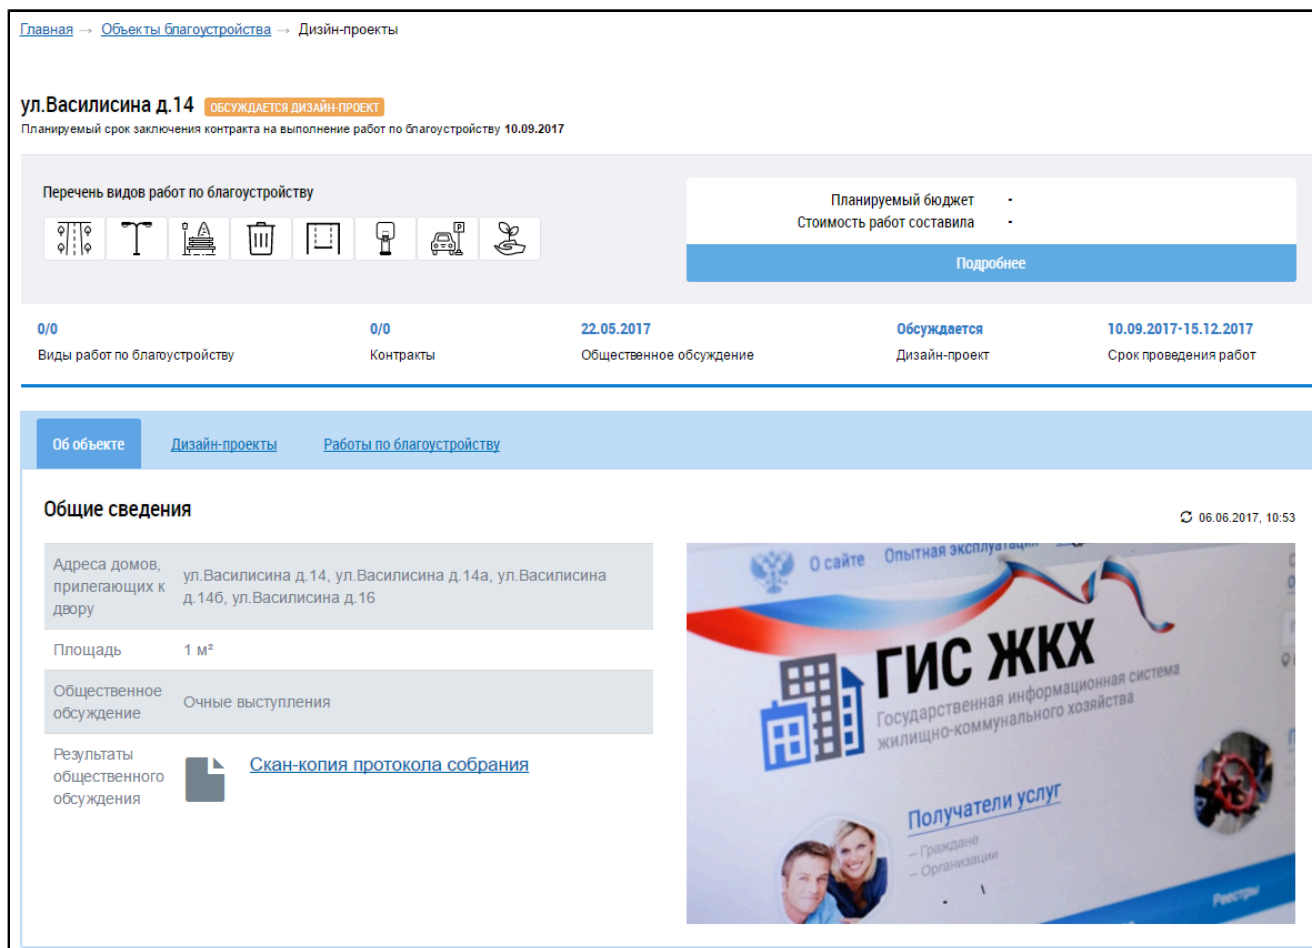 Главная → Объекты благоустройства → Дизйн-проекты
ул.Василисина д.14 ОБСУЖДАЕТСЯ ДИЗАЙН-ПРОЕКТ
Планируемый срок заключения контракта на выполнение работ по благоустройству 10.09.2017
Перечень видов работ по благоустройству
P
Планируемый бюджет -
Стоимость работ составила -
Подробнее
0/0 0/0 22.05.2017 Обсуждается 10.09.2017-15.12.2017
Виды работ по благоустройству Контракты Общественное обсуждение Дизайн-проект Срок проведения работ
Об объекте Дизайн-проекты Работы по благоустройству
Общие сведения
06.06.2017, 10:53
Адреса домов,
прилегающих к
двору
ул.Василисина д.14, ул.Василисина д.14а, ул.Василисина
д.14б, ул.Василисина д.16
Площадь 1 м²
Общественное
обсуждение
Очные выступления
Результаты
общественного
обсуждения
Скан-копия протокола собрания
О сайте Опытная эксплуатация
ГИС ЖКХ
Государственная информационная система
жилищно-коммунального хозяйства
Получатели услуг
– Граждане
– Организации
Реестры